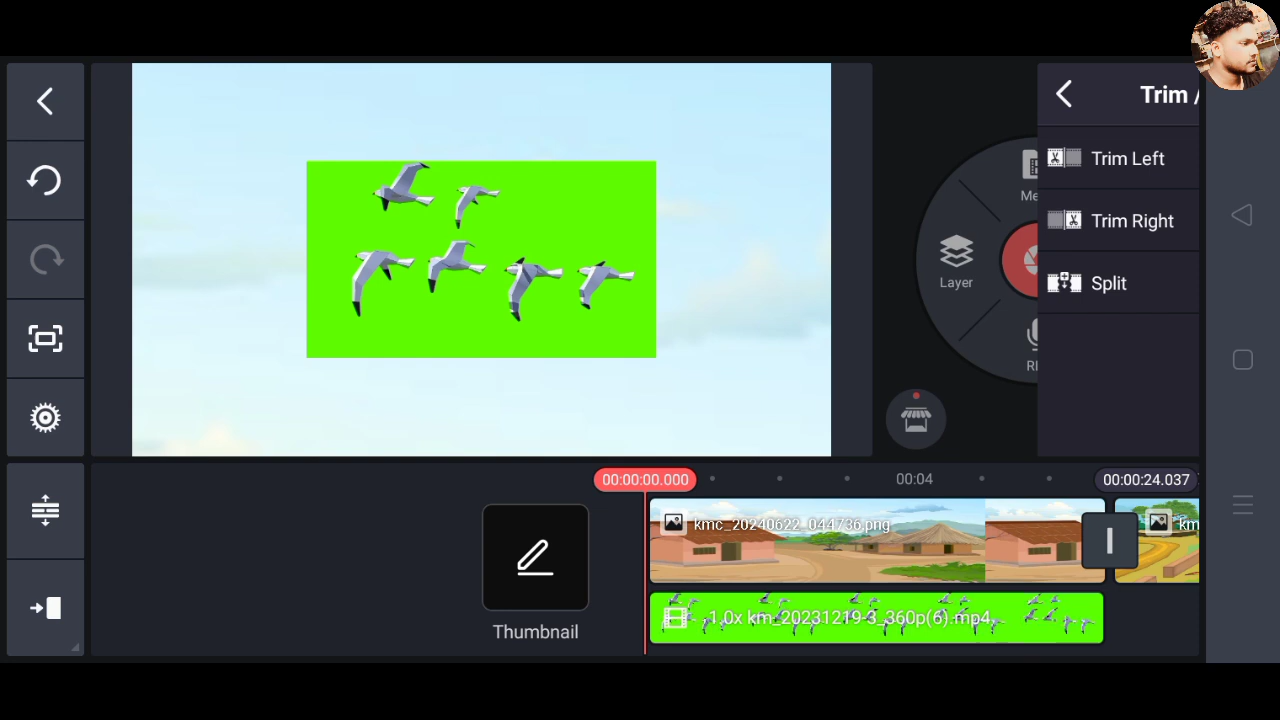 Trim /
Trim Left
Trim Right
Split
Me
Layer
RE
00:00:00.000
00:04
00:00:24.037
kmc_20240622_044736.png
km
1.0x km_20231219-3_360p(6).mp4
Thumbnail